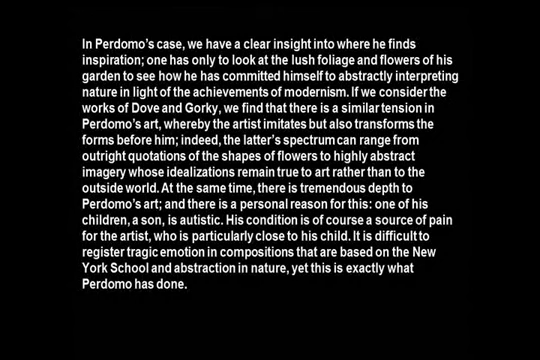 In Perdomo's case, we have a clear insight into where he finds
inspiration; one has only to look at the lush foliage and flowers of his
garden to see how he has committed himself to abstractly interpreting
nature in light of the achievements of modernism. If we consider the
works of Dove and Gorky, we find that there is a similar tension in
Perdomo's art, whereby the artist imitates but also transforms the
forms before him; indeed, the latter's spectrum can range from
outright quotations of the shapes of flowers to highly abstract
imagery whose idealizations remain true to art rather than to the
outside world. At the same time, there is tremendous depth to
Perdomo's art; and there is a personal reason for this: one of his
children, a son, is autistic. His condition is of course a source of pain
for the artist, who is particularly close to his child. It is difficult to
register tragic emotion in compositions that are based on the New
York School and abstraction in nature, yet this is exactly what
Perdomo has done.